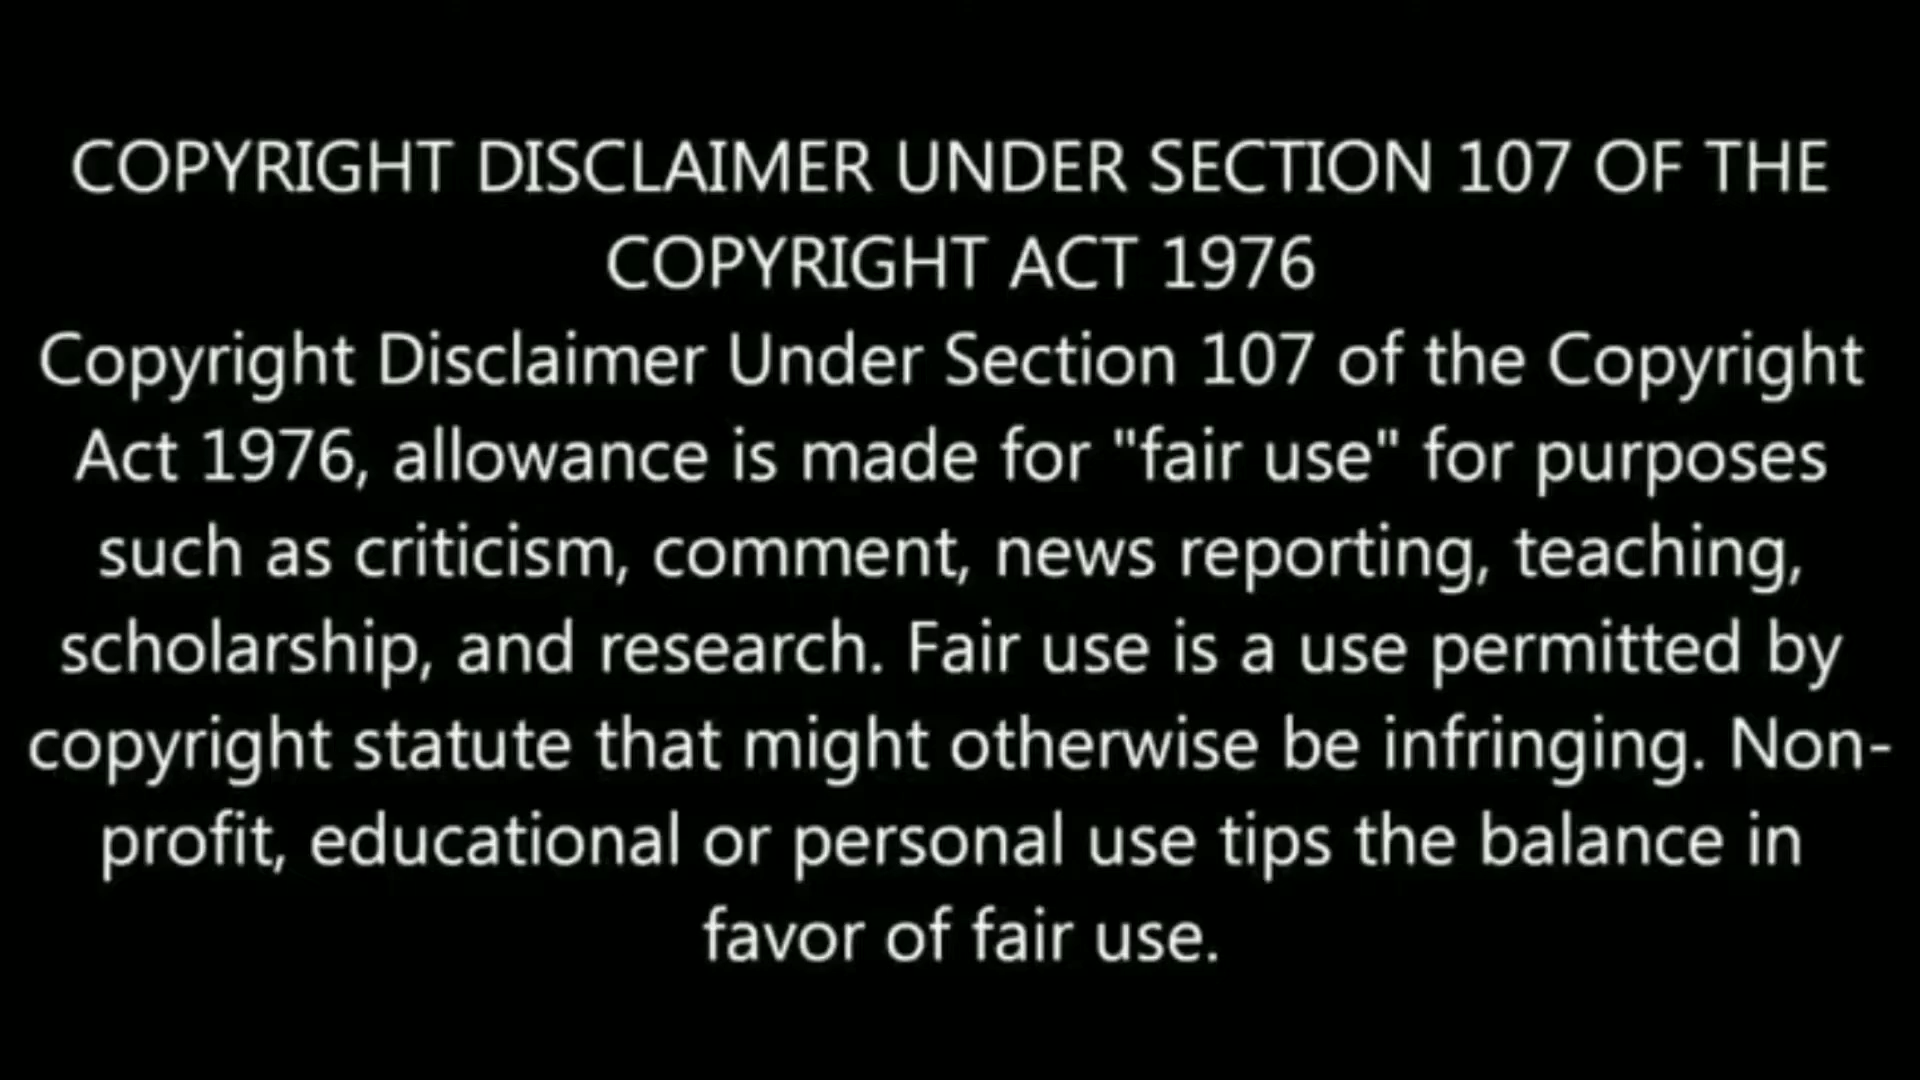 COPYRIGHT DISCLAIMER UNDER SECTION 107 OF THE
COPYRIGHT ACT 1976
Copyright Disclaimer Under Section 107 of the Copyright
Act 1976, allowance is made for "fair use" for purposes
such as criticism, comment, news reporting, teaching,
scholarship, and research. Fair use is a use permitted by
copyright statute that might otherwise be infringing. Non-
profit, educational or personal use tips the balance in
favor of fair use.